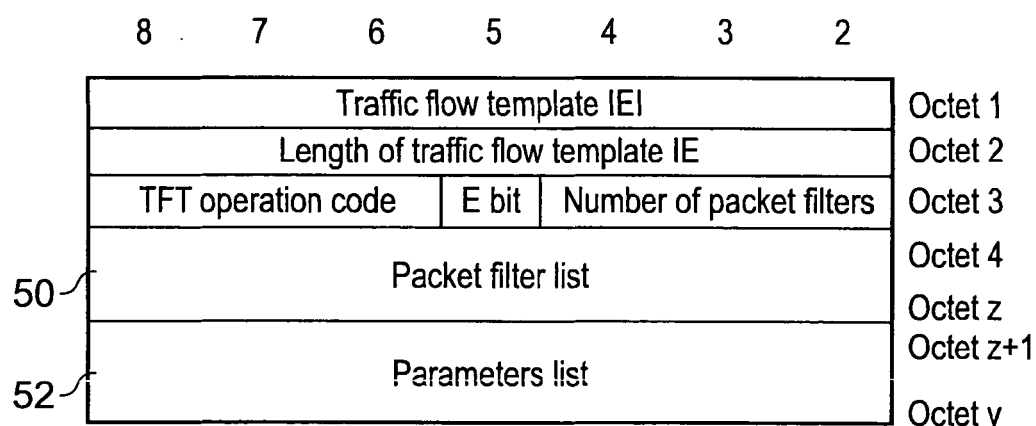 8 7 6 5 4 3 2
Traffic flow template IEI Octet 1
Length of traffic flow template IE Octet 2
TFT operation code E bit Number of packet filters Octet 3
Octet 4
50 Packet filter list
Octet z
Octet z+1
52 Parameters list
Octet v